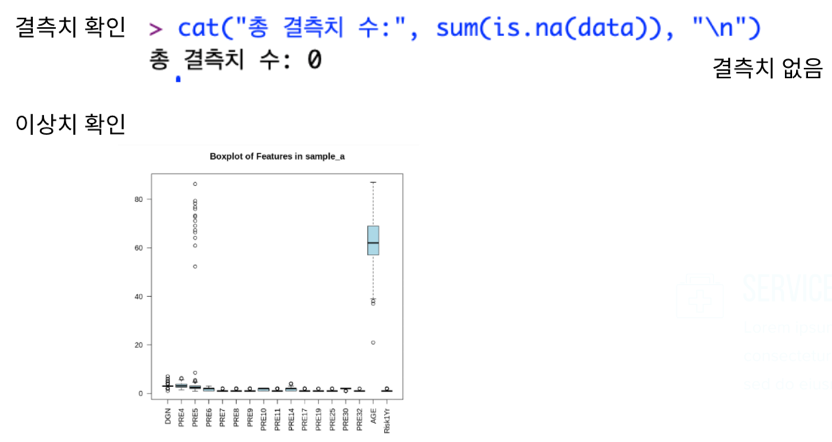 결측치 확인
> cat("총 결측치 수:", sum(is.na(data)), "\n")
총 결측치 수: 0
결측치 없음
이상치 확인
Boxplot of Features in sample_a
80
60
40
20
0
DGN
PRE4
PRE5
PRE6
PRE7
PRE8
PRE9
PRE10
PRE11
PRE14
PRE17
PRE19
PRE25
PRE30
PRE32
AGE
Risk1Yr
SERVICE